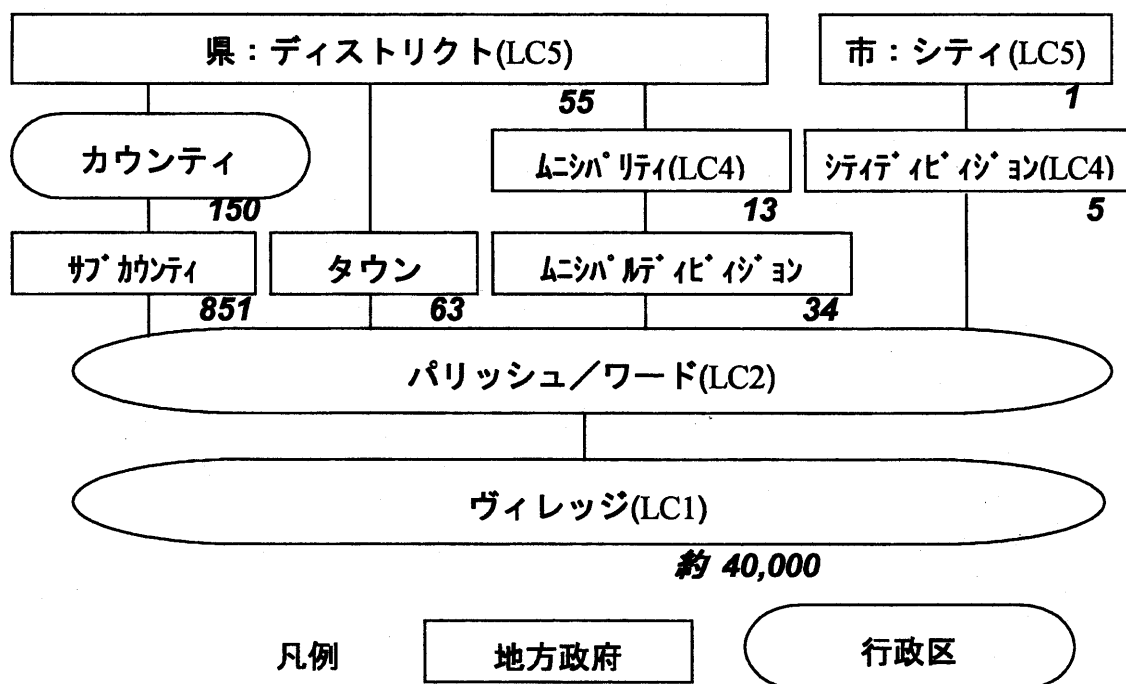 県：ディストリクト(LC5)
市：シティ(LC5)
55
1
カウンティ
ﾑﾆｼﾊﾟﾘﾃｨ(LC4)
ｼﾃｨﾃﾞｨﾋﾞｨｼﾞｮﾝ(LC4)
150
13
5
ｻﾌﾞｶｳﾝﾃｨ
タウン
ﾑﾆｼﾊﾟﾙﾃﾞｨﾋﾞｨｼﾞｮﾝ
851
63
34
パリッシュ／ワード(LC2)
ヴィレッジ(LC1)
約 40,000
凡例
地方政府
行政区